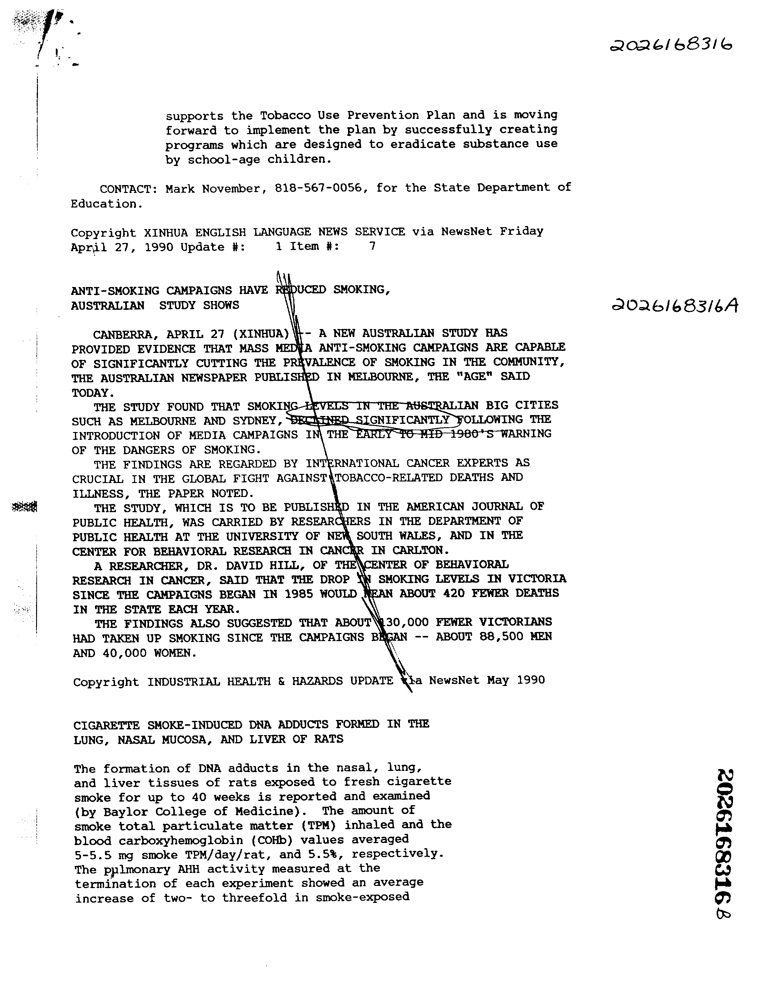 2026168316
supports the Tobacco Use Prevention Plan and is moving
forward to implement the plan by successfully creating
programs which are designed to eradicate substance use
by school-age children.
CONTACT: Mark November, 818-567-0056, for the State Department of
Education.
Copyright XINHUA ENGLISH LANGUAGE NEWS SERVICE via NewsNet Friday
April 27, 1990 Update #: 1 Item #: 7
ANTI-SMOKING CAMPAIGNS HAVE REDUCED SMOKING,
AUSTRALIAN STUDY SHOWS
2026168316A
CANBERRA, APRIL 27 (XINHUA) -- A NEW AUSTRALIAN STUDY HAS
PROVIDED EVIDENCE THAT MASS MEDIA ANTI-SMOKING CAMPAIGNS ARE CAPABLE
OF SIGNIFICANTLY CUTTING THE PREVALENCE OF SMOKING IN THE COMMUNITY,
THE AUSTRALIAN NEWSPAPER PUBLISHED IN MELBOURNE, THE "AGE" SAID
TODAY.
THE STUDY FOUND THAT SMOKING LEVELS IN THE AUSTRALIAN BIG CITIES
SUCH AS MELBOURNE AND SYDNEY, DECLINED SIGNIFICANTLY FOLLOWING THE
INTRODUCTION OF MEDIA CAMPAIGNS IN THE EARLY TO MID 1980'S WARNING
OF THE DANGERS OF SMOKING.
THE FINDINGS ARE REGARDED BY INTERNATIONAL CANCER EXPERTS AS
CRUCIAL IN THE GLOBAL FIGHT AGAINST TOBACCO-RELATED DEATHS AND
ILLNESS, THE PAPER NOTED.
THE STUDY, WHICH IS TO BE PUBLISHED IN THE AMERICAN JOURNAL OF
PUBLIC HEALTH, WAS CARRIED BY RESEARCHERS IN THE DEPARTMENT OF
PUBLIC HEALTH AT THE UNIVERSITY OF NEW SOUTH WALES, AND IN THE
CENTER FOR BEHAVIORAL RESEARCH IN CANCER IN CARLTON.
A RESEARCHER, DR. DAVID HILL, OF THE CENTER OF BEHAVIORAL
RESEARCH IN CANCER, SAID THAT THE DROP IN SMOKING LEVELS IN VICTORIA
SINCE THE CAMPAIGNS BEGAN IN 1985 WOULD MEAN ABOUT 420 FEWER DEATHS
IN THE STATE EACH YEAR.
THE FINDINGS ALSO SUGGESTED THAT ABOUT 130,000 FEWER VICTORIANS
HAD TAKEN UP SMOKING SINCE THE CAMPAIGNS BEGAN -- ABOUT 88,500 MEN
AND 40,000 WOMEN.
Copyright INDUSTRIAL HEALTH & HAZARDS UPDATE via NewsNet May 1990
CIGARETTE SMOKE-INDUCED DNA ADDUCTS FORMED IN THE
LUNG, NASAL MUCOSA, AND LIVER OF RATS
The formation of DNA adducts in the nasal, lung,
and liver tissues of rats exposed to fresh cigarette
smoke for up to 40 weeks is reported and examined
(by Baylor College of Medicine). The amount of
smoke total particulate matter (TPM) inhaled and the
blood carboxyhemoglobin (COHb) values averaged
5-5.5 mg smoke TPM/day/rat, and 5.5%, respectively.
The pulmonary AHH activity measured at the
termination of each experiment showed an average
increase of two- to threefold in smoke-exposed
2026168316 B